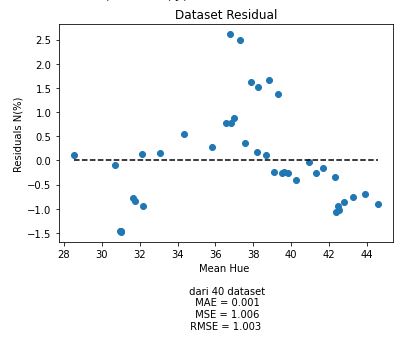 Dataset Residual
2.5
2.0
1.5
1.0
0.5
0.0
−0.5
−1.0
−1.5
Residuals N(%)
28 30 32 34 36 38 40 42 44
Mean Hue
dari 40 dataset
MAE = 0.001
MSE = 1.006
RMSE = 1.003